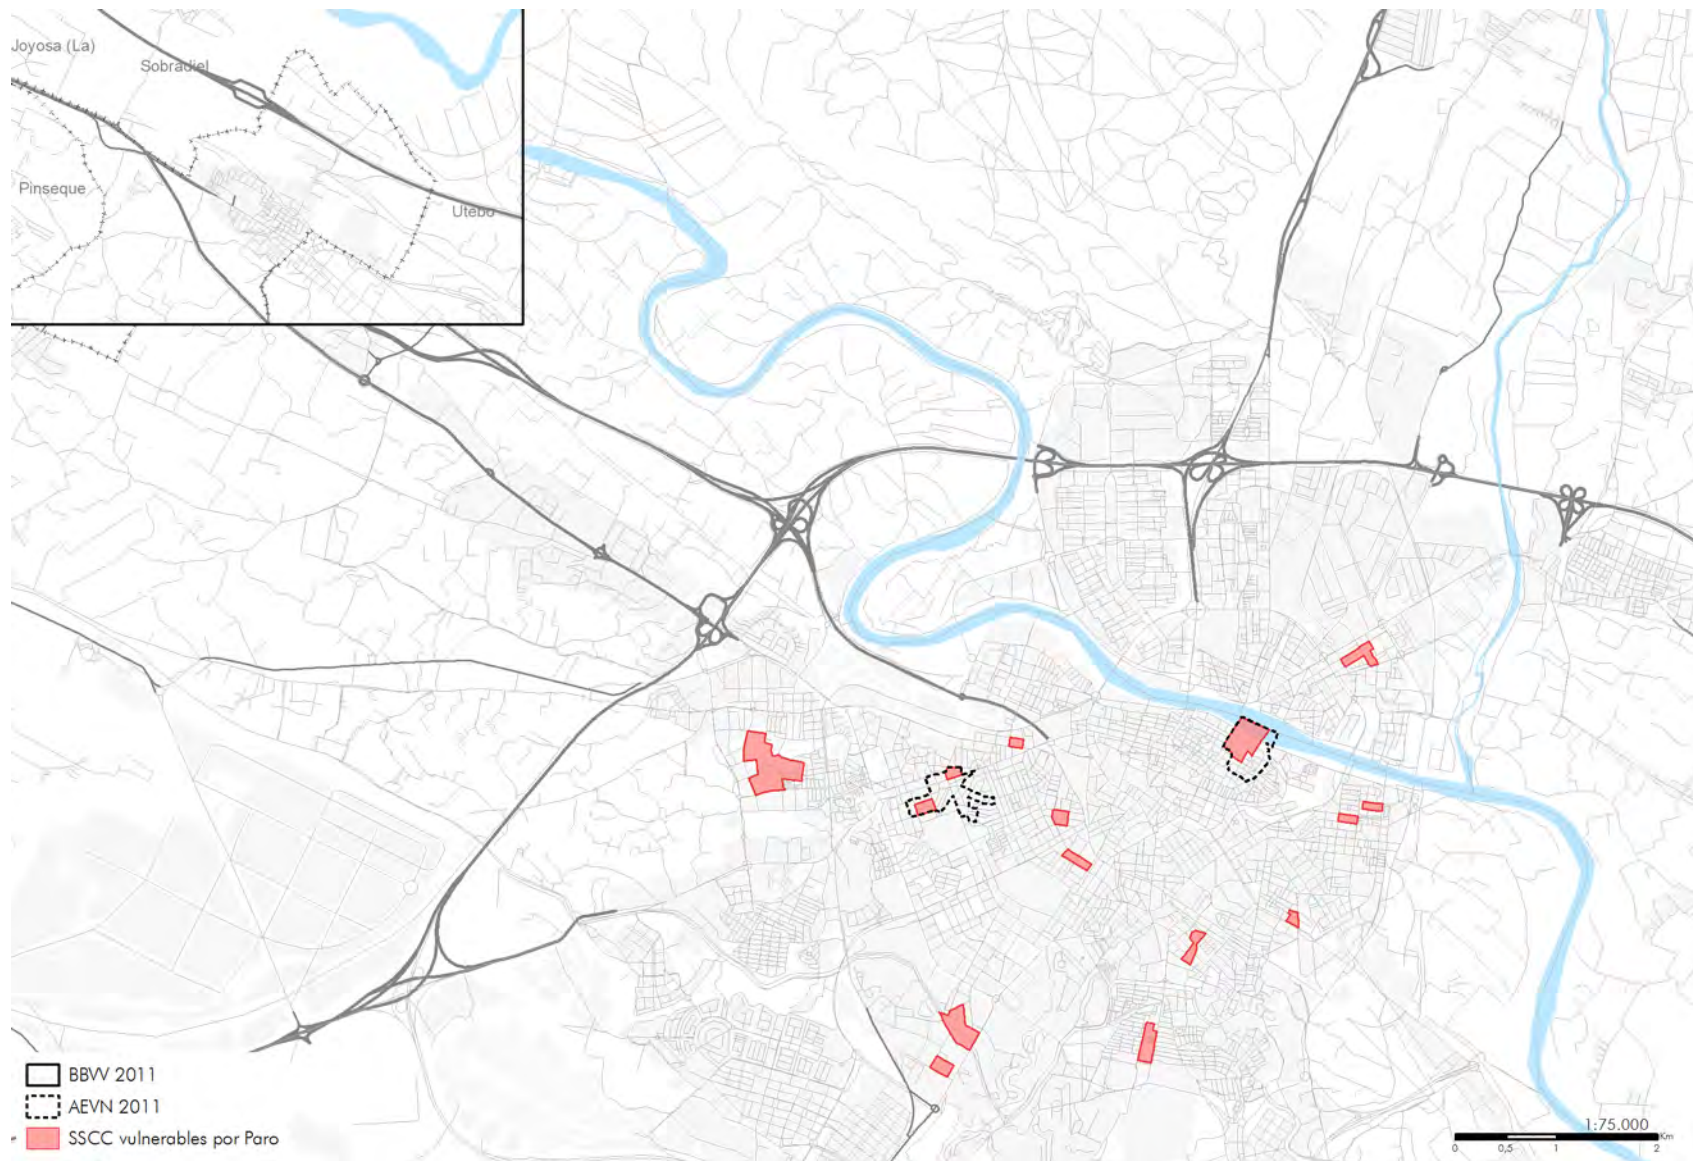 Joyosa (La)
Sobradiel
Pinseque
Utebo
BBVV 2011
AEVN 2011
SSCC vulnerables por Paro
1:75.000
Km
0 0,5 1 2